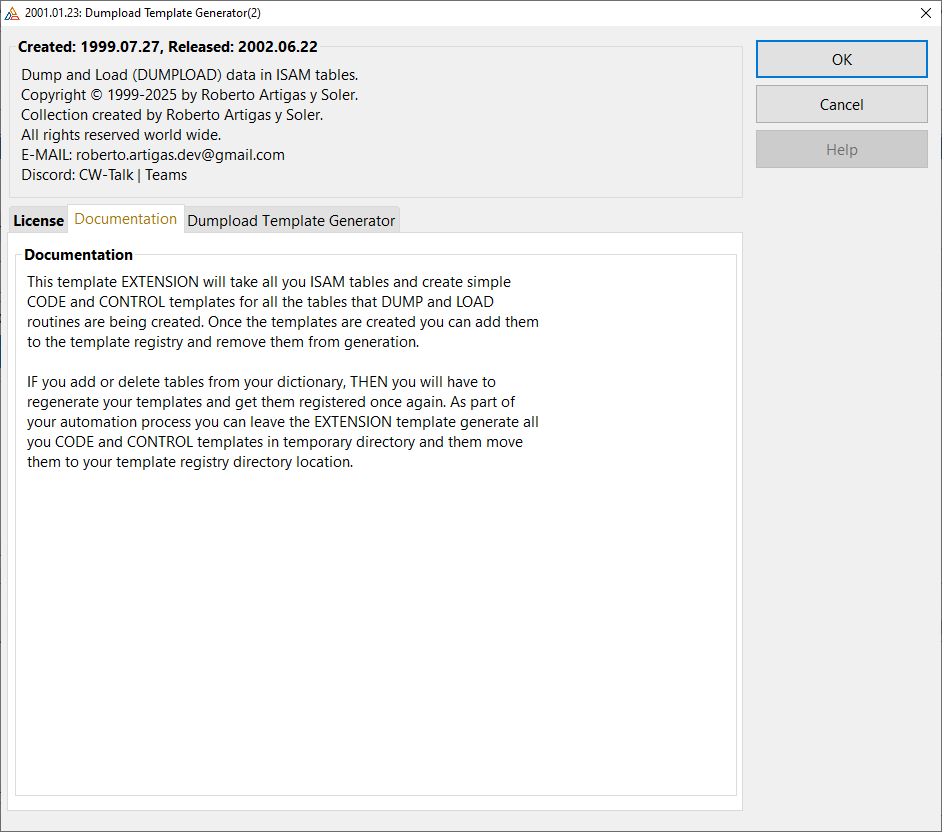 2001.01.23: Dumpload Template Generator(2)
Created: 1999.07.27, Released: 2002.06.22
Dump and Load (DUMPLOAD) data in ISAM tables.
Copyright © 1999-2025 by Roberto Artigas y Soler.
Collection created by Roberto Artigas y Soler.
All rights reserved world wide.
E-MAIL: roberto.artigas.dev@gmail.com
Discord: CW-Talk | Teams
OK
Cancel
Help
License Documentation Dumpload Template Generator
Documentation
This template EXTENSION will take all you ISAM tables and create simple
CODE and CONTROL templates for all the tables that DUMP and LOAD
routines are being created. Once the templates are created you can add them
to the template registry and remove them from generation.
IF you add or delete tables from your dictionary, THEN you will have to
regenerate your templates and get them registered once again. As part of
your automation process you can leave the EXTENSION template generate all
you CODE and CONTROL templates in temporary directory and them move
them to your template registry directory location.